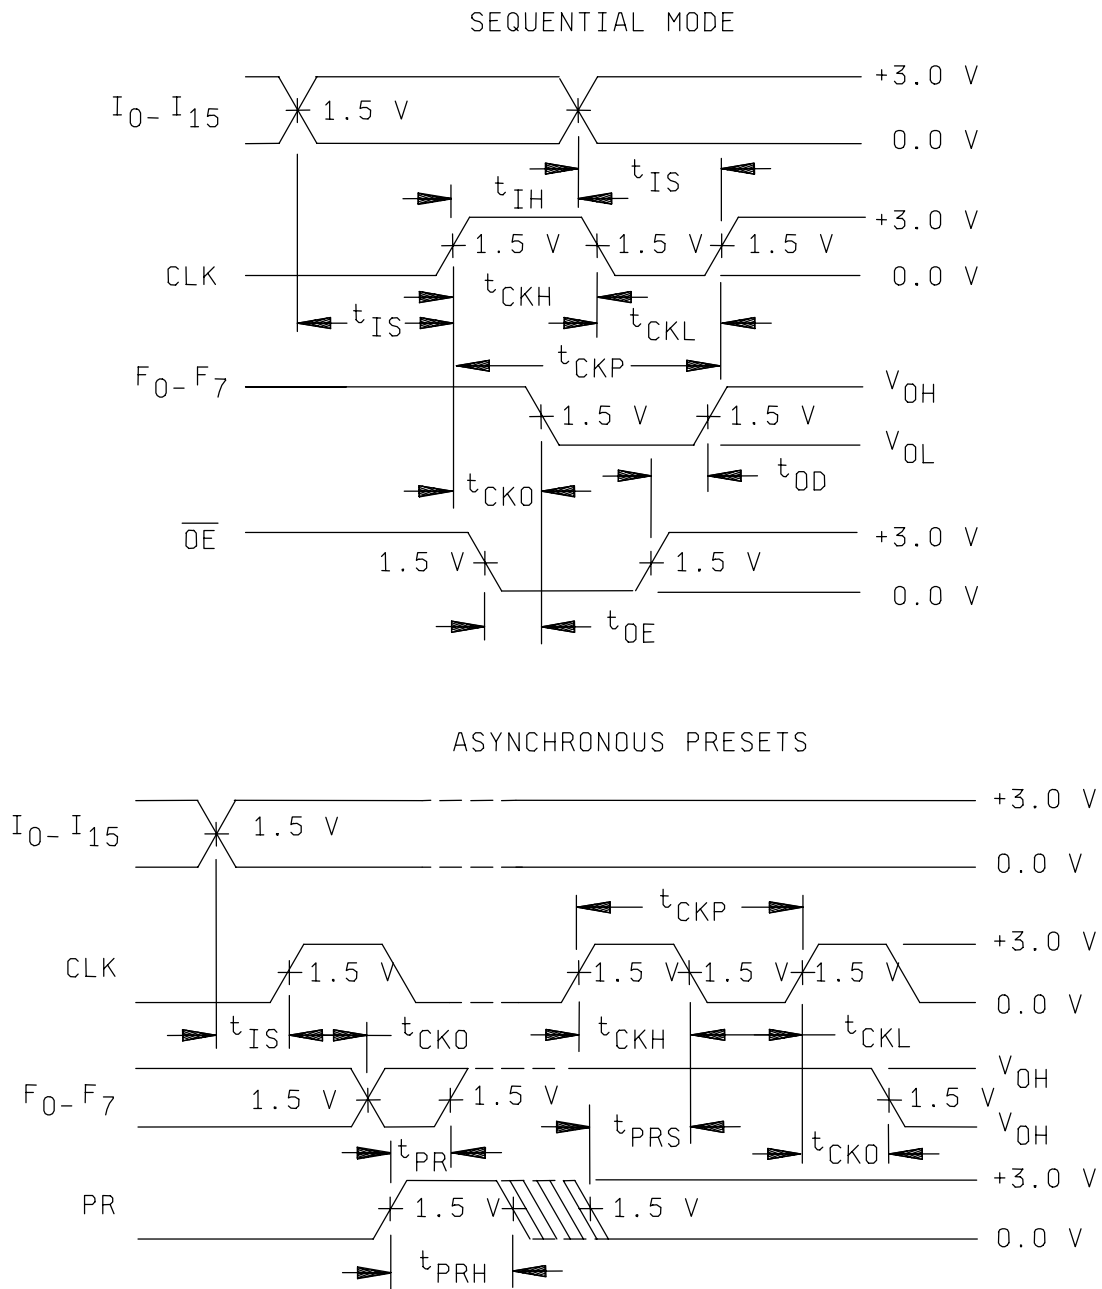 SEQUENTIAL MODE
+3.0 V
I0- I15 1.5 V
0.0 V
tIS
tIH
+3.0 V
1.5 V 1.5 V 1.5 V
CLK 0.0 V
tCKH
tIS tCKL
tCKP
F0- F7 VOH
1.5 V 1.5 V
VOL
tOD
tCKO
OE +3.0 V
1.5 V 1.5 V
0.0 V
tOE
ASYNCHRONOUS PRESETS
+3.0 V
I0- I15 1.5 V
0.0 V
tCKP
+3.0 V
CLK 1.5 V 1.5 V 1.5 V 1.5 V
0.0 V
tIS tCKO tCKH tCKL
VOH
F0- F7 1.5 V 1.5 V 1.5 V
VOH
tPR tPRS tCKO
+3.0 V
PR 1.5 V 1.5 V
0.0 V
tPRH